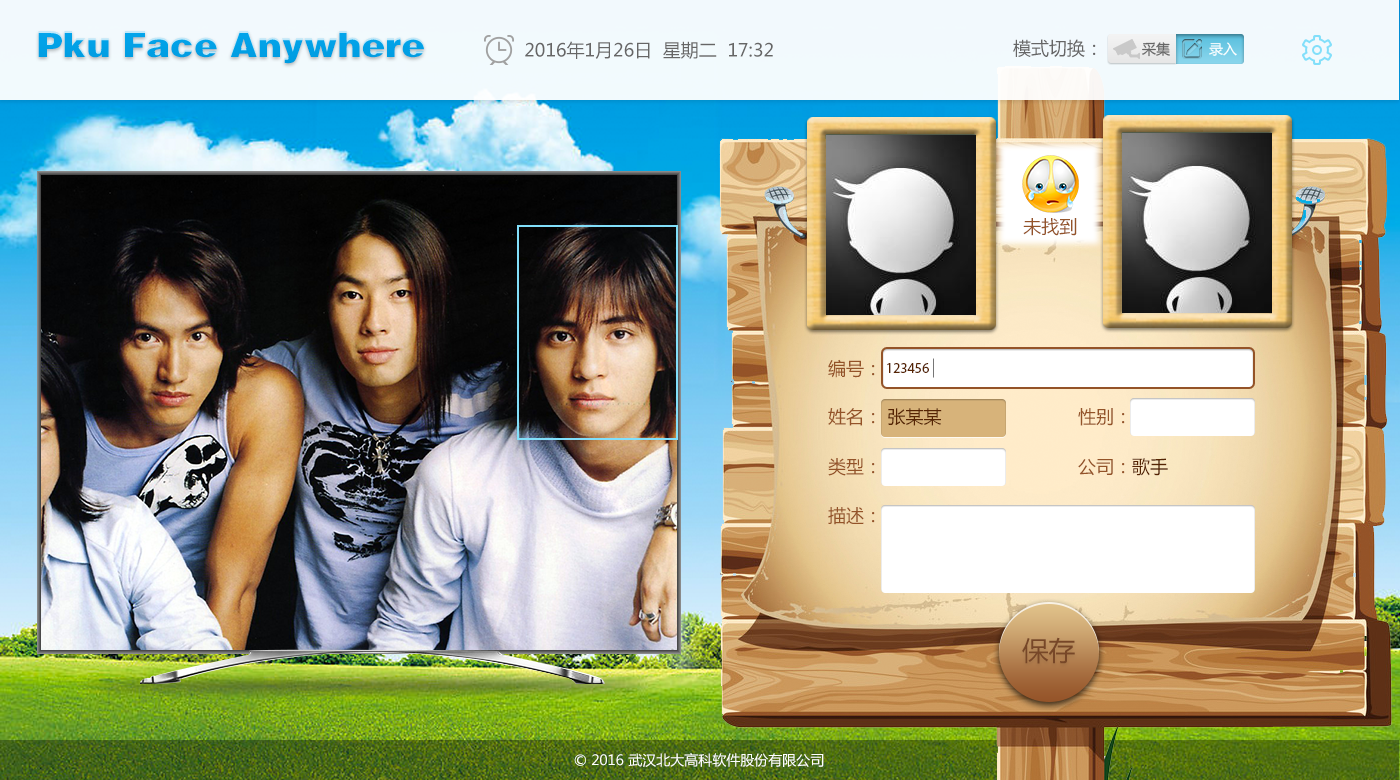 Pku Face Anywhere
2016年1月26日 星期二 17:32
模式切换：
采集
录入
未找到
编号：123456
姓名：张某某
性别：
类型：
公司：歌手
描述：
保存
© 2016 武汉北大高科软件股份有限公司